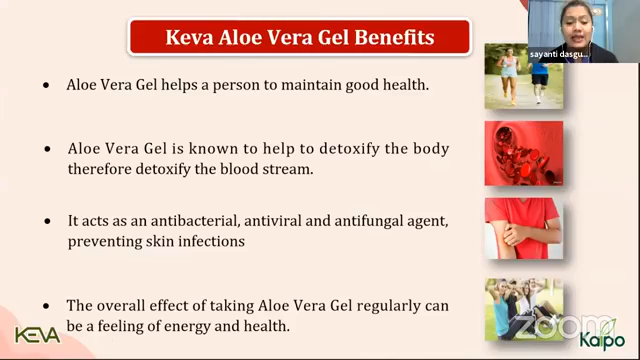 Keva Aloe Vera Gel Benefits
sayanti dasgu...
• Aloe Vera Gel helps a person to maintain good health.
• Aloe Vera Gel is known to help to detoxify the body
therefore detoxify the blood stream.
• It acts as an antibacterial, antiviral and antifungal agent,
preventing skin infections
• The overall effect of taking Aloe Vera Gel regularly can
be a feeling of energy and health.
KEVA
zoom
Kaipo